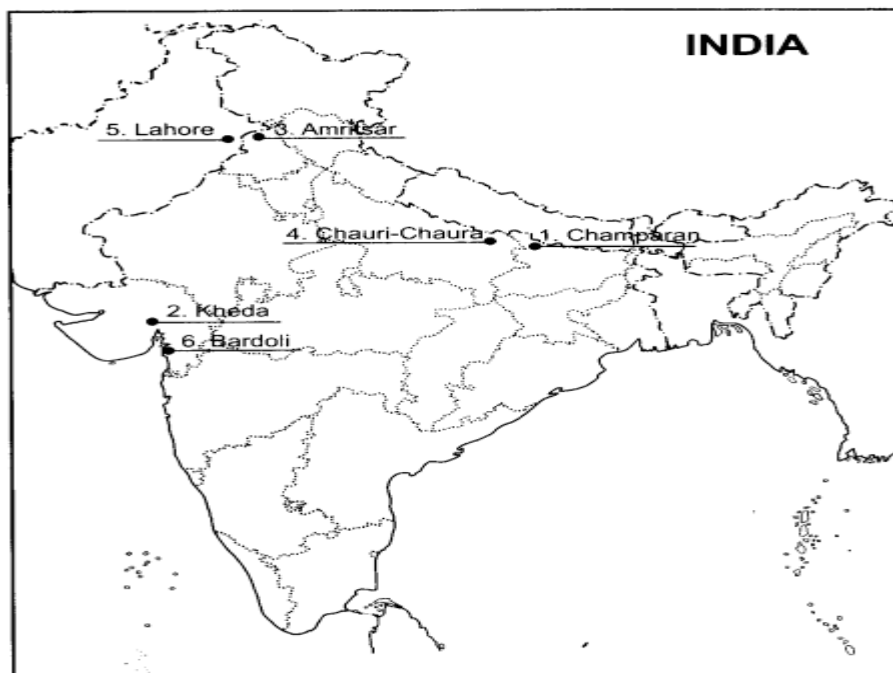 INDIA
5. Lahore
3. Amritsar
4. Chauri-Chaura
1. Champaran
2. Kheda
6. Bardoli